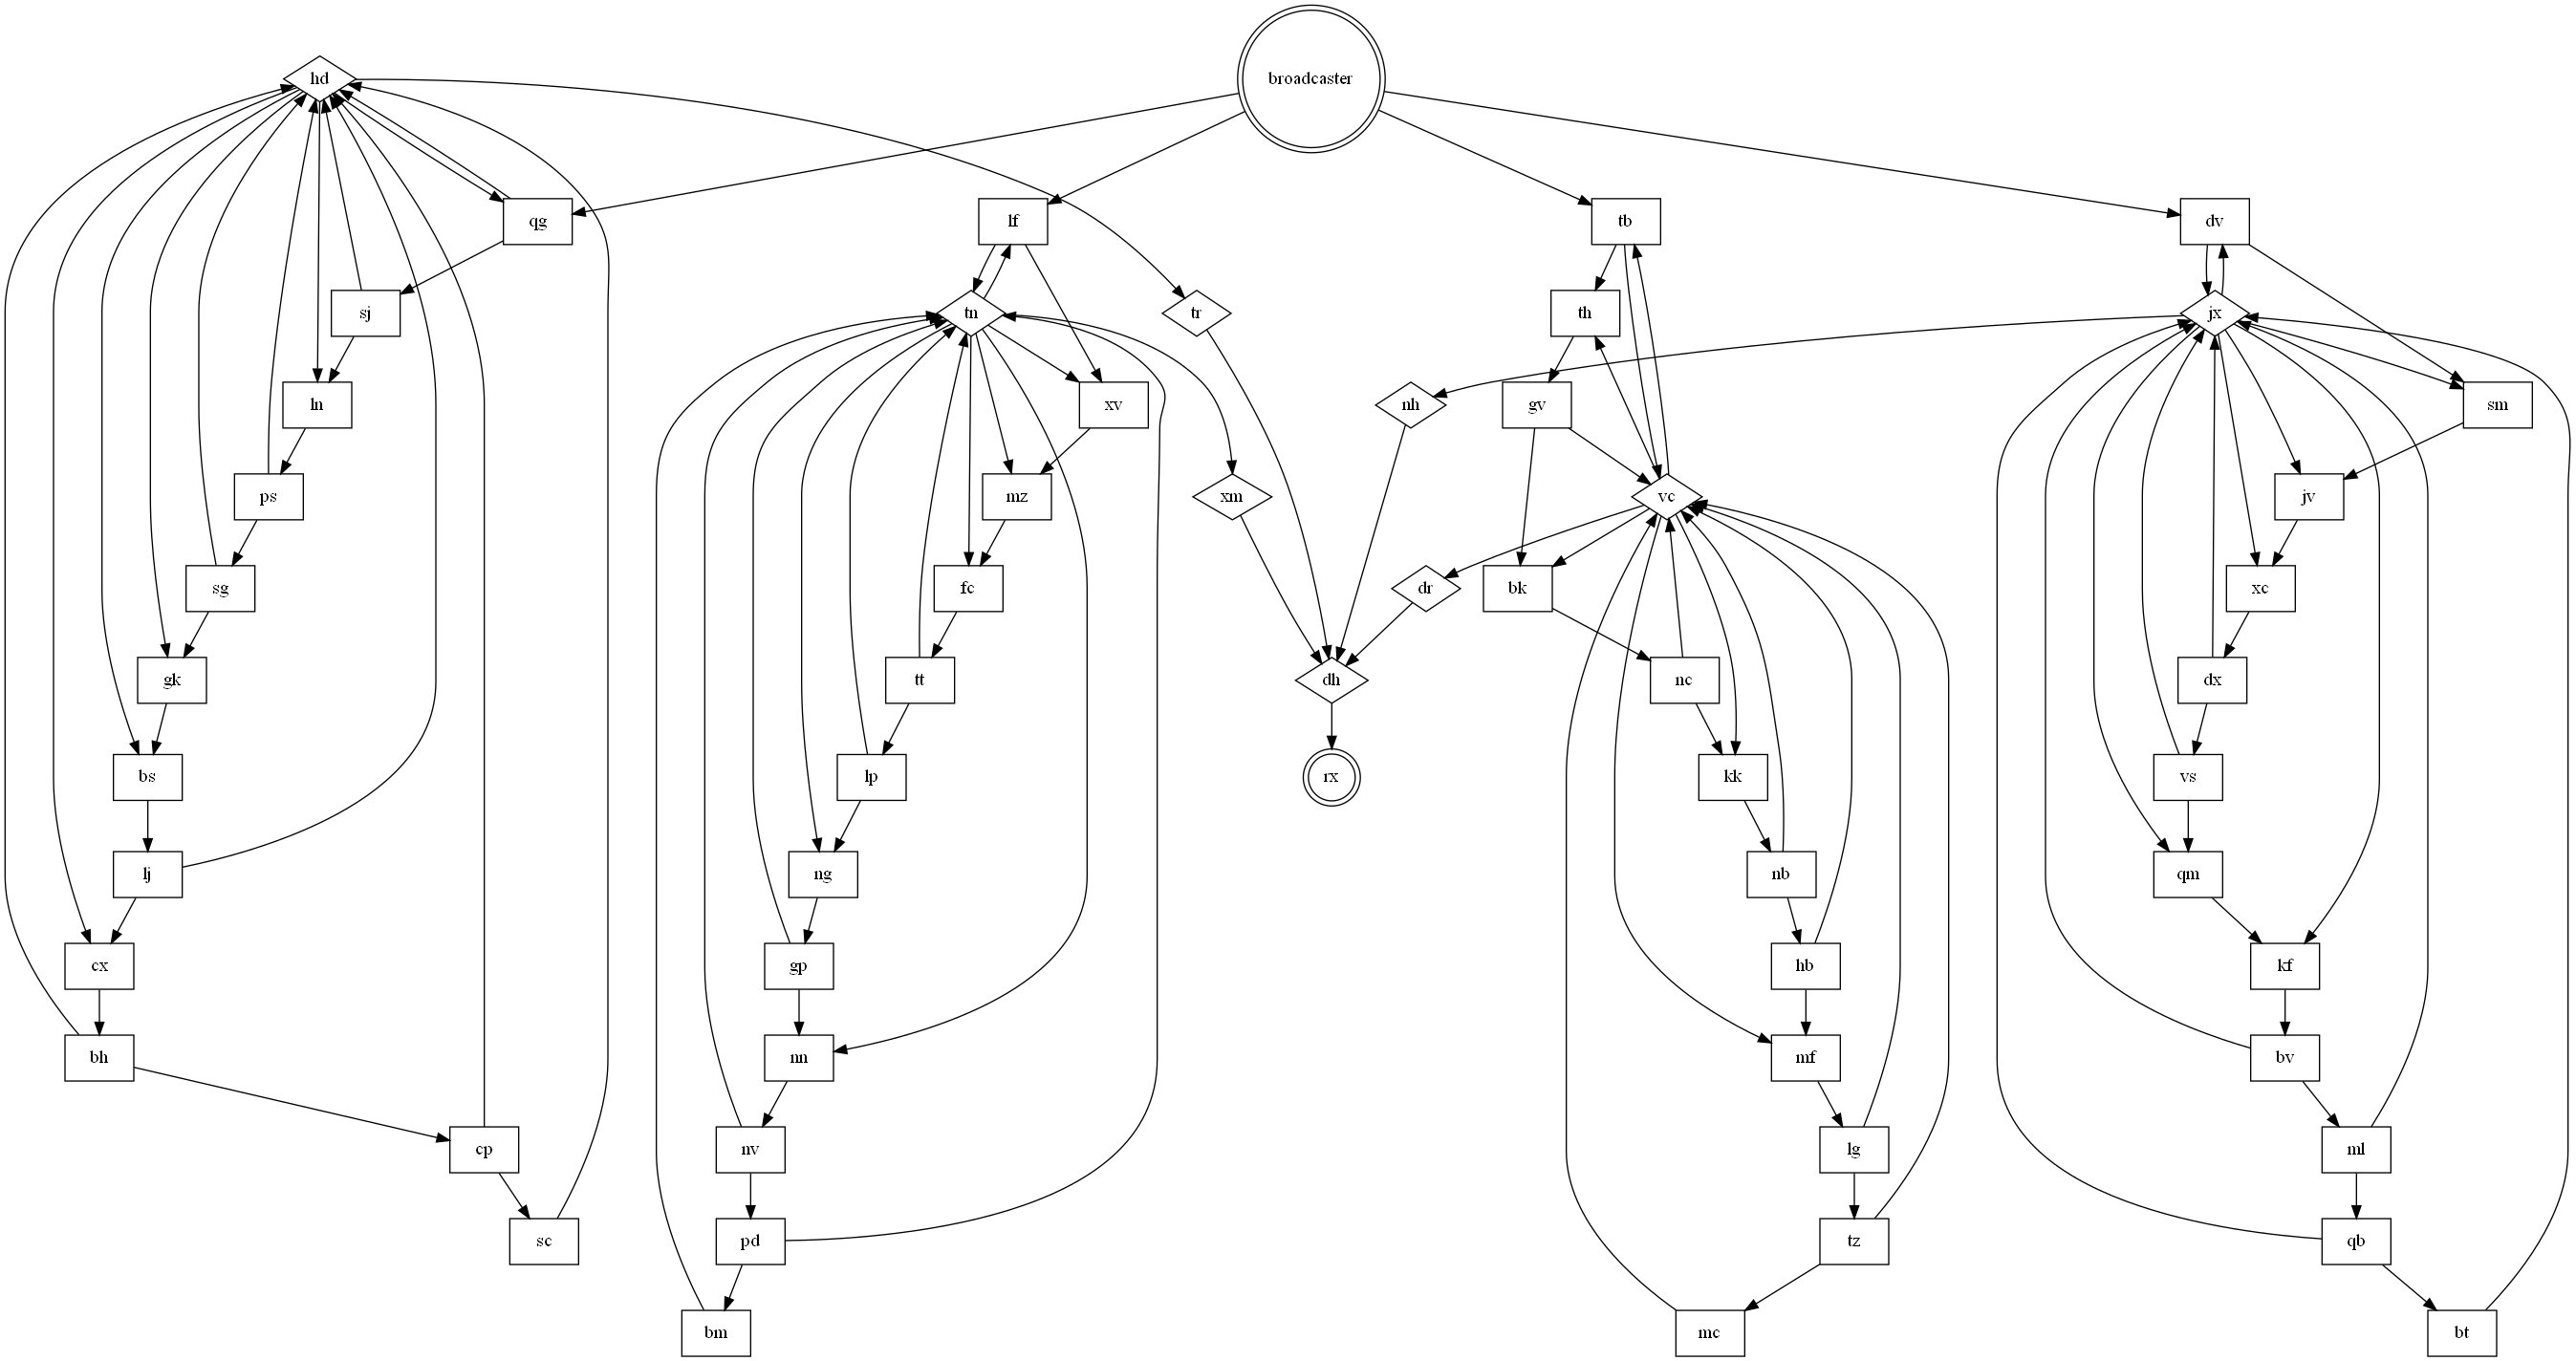 broadcaster
hd
qg
lf
tb
dv
sj
tn
tr
th
jx
ln
xv
nh
gv
sm
ps
mz
xm
vc
jv
sg
fc
dr
bk
xc
gk
tt
dh
nc
dx
bs
lp
rx
kk
vs
lj
ng
nb
qm
cx
gp
hb
kf
bh
nn
mf
bv
cp
nv
lg
ml
sc
pd
tz
qb
bm
mc
bt